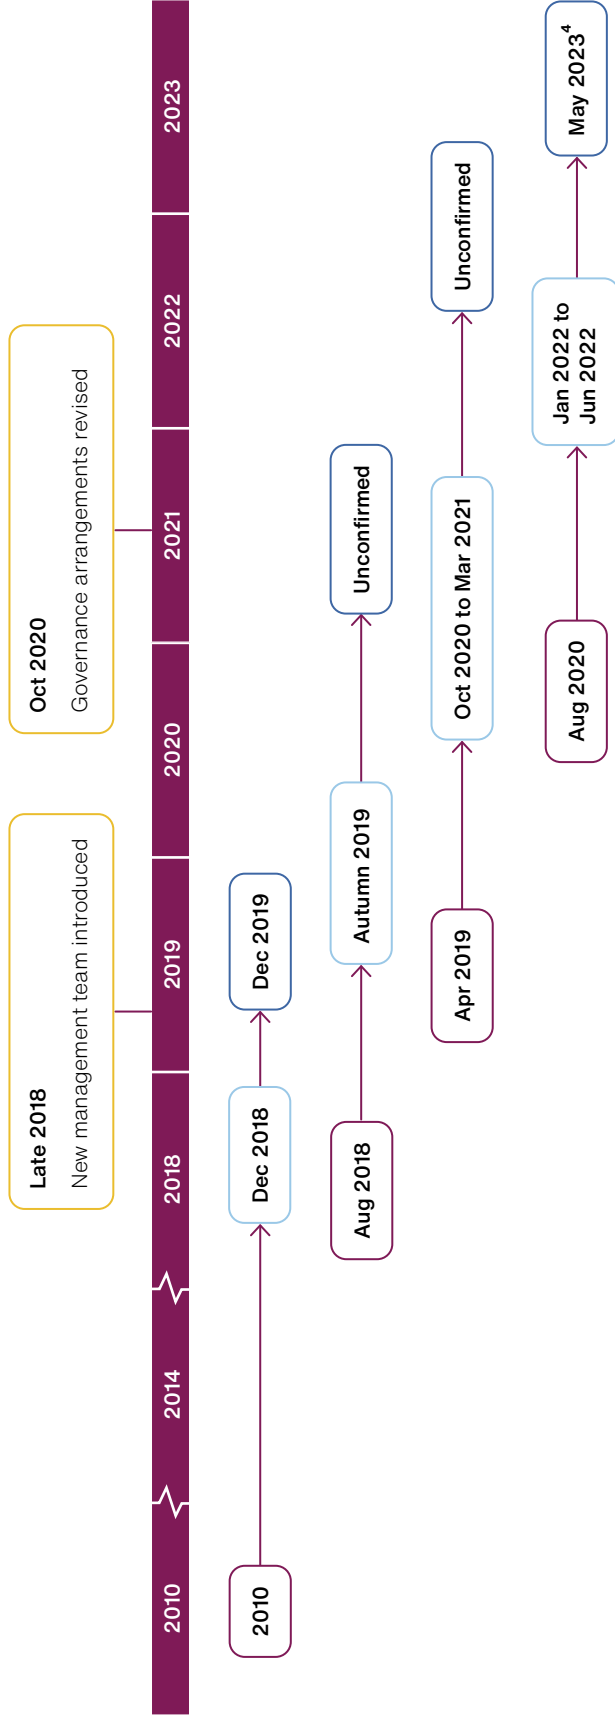 Late 2018
New management team introduced
Oct 2020
Governance arrangements revised
2010
2014
2018
2019
2020
2021
2022
2023
2010
Dec 2018
Dec 2019
Aug 2018
Autumn 2019
Unconfirmed
Apr 2019
Oct 2020 to Mar 2021
Unconfirmed
Aug 2020
Jan 2022 to
Jun 2022
May 2023⁴